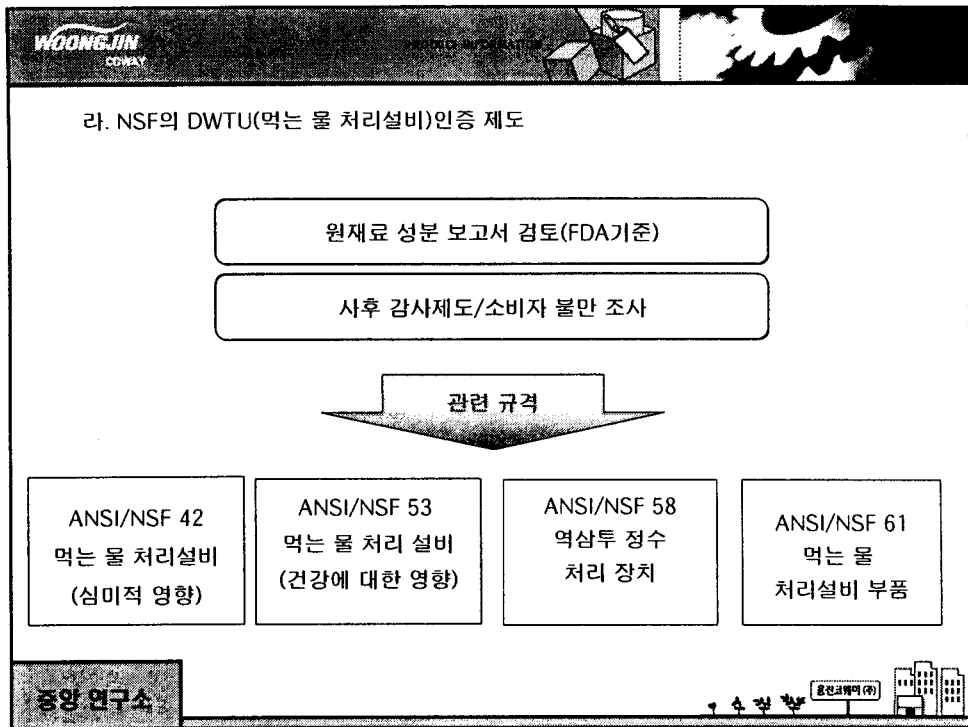 WOONGJIN
COWAY
라. NSF의 DWTU(먹는 물 처리설비)인증 제도
원재료 성분 보고서 검토(FDA기준)
사후 감사제도/소비자 불만 조사
관련 규격
ANSI/NSF 42
먹는 물 처리설비
(심미적 영향)
ANSI/NSF 53
먹는 물 처리 설비
(건강에 대한 영향)
ANSI/NSF 58
역삼투 정수
처리 장치
ANSI/NSF 61
먹는 물
처리설비 부품
중앙 연구소
웅진코웨이(주)